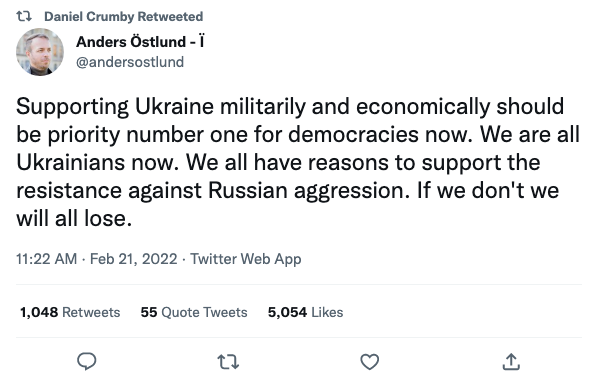 Daniel Crumby Retweeted
Anders Östlund - Ї
@andersostlund
Supporting Ukraine militarily and economically should
be priority number one for democracies now. We are all
Ukrainians now. We all have reasons to support the
resistance against Russian aggression. If we don't we
will all lose.
11:22 AM · Feb 21, 2022 · Twitter Web App
1,048 Retweets 55 Quote Tweets 5,054 Likes